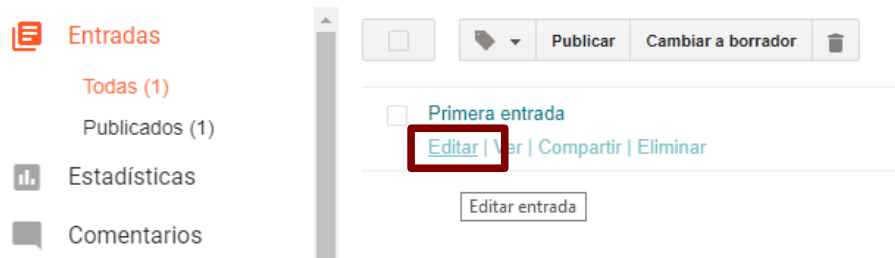 Entradas
Todas (1)
Publicados (1)
Estadísticas
Comentarios
Publicar Cambiar a borrador
Primera entrada
Editar | Ver | Compartir | Eliminar
Editar entrada